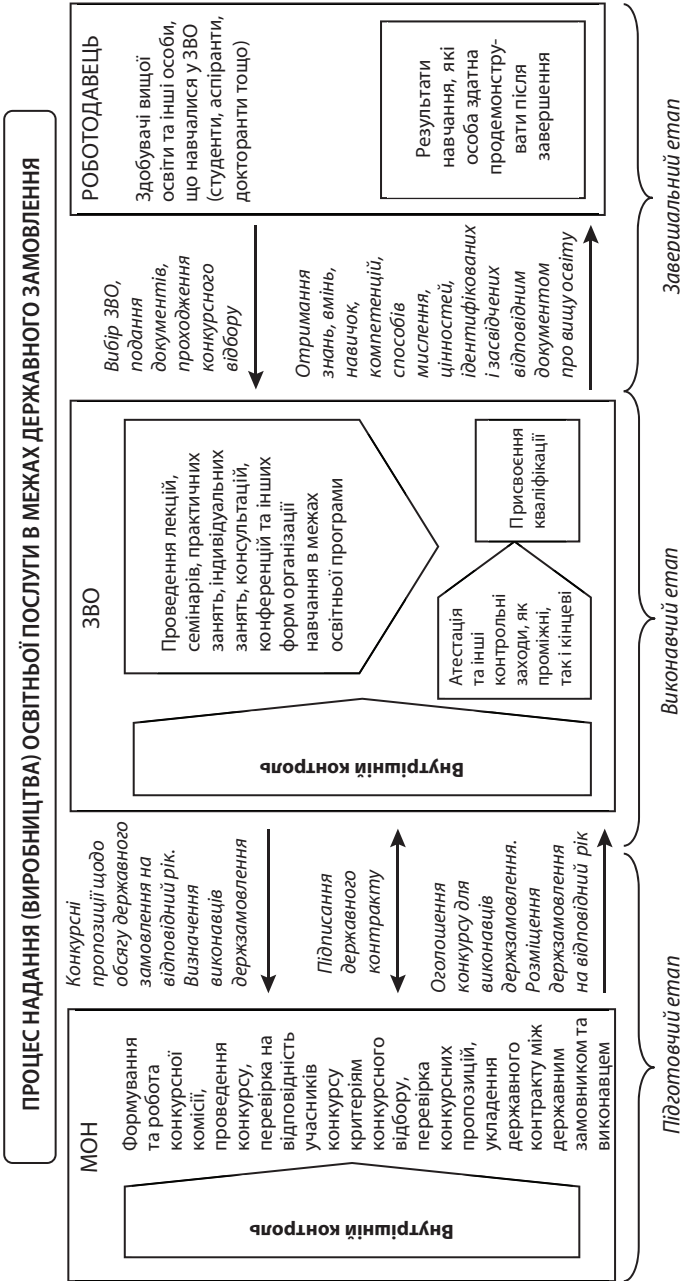 ПРОЦЕС НАДАННЯ (ВИРОБНИЦТВА) ОСВІТНЬОЇ ПОСЛУГИ В МЕЖАХ ДЕРЖАВНОГО ЗАМОВЛЕННЯ
МОН
Внутрішній контроль
Формування
та робота
конкурсної
комісії,
проведення
конкурсу,
перевірка на
відповідність
учасників
конкурсу
критеріям
конкурсного
відбору,
перевірка
конкурсних
пропозицій,
укладення
державного
контракту між
державним
замовником та
виконавцем
Конкурсні
пропозиції щодо
обсягу державного
замовлення на
відповідний рік.
Визначення
виконавців
держзамовлення
Підписання
державного
контракту
Оголошення
конкурсу для
виконавців
держзамовлення.
Розміщення
держзамовлення
на відповідний рік
ЗВО
Внутрішній контроль
Проведення лекцій,
семінарів, практичних
занять, індивідуальних
занять, консультацій,
конференцій та інших
форм організації
навчання в межах
освітньої програми
Атестація
та інші
контрольні
заходи, як
проміжні,
так і кінцеві
Присвоєння
кваліфікації
Вибір ЗВО,
подання
документів,
проходження
конкурсного
відбору
Отримання
знань, вмінь,
навичок,
компетенцій,
способів
мислення,
цінностей,
ідентифікованих
і засвідчених
відповідним
документом
про вищу освіту
РОБОТОДАВЕЦЬ
Здобувачі вищої
освіти та інші особи,
що навчалися у ЗВО
(студенти, аспіранти,
докторанти тощо)
Результати
навчання, які
особа здатна
продемонстру-
вати після
завершення
Підготовчий етап
Виконавчий етап
Завершальний етап